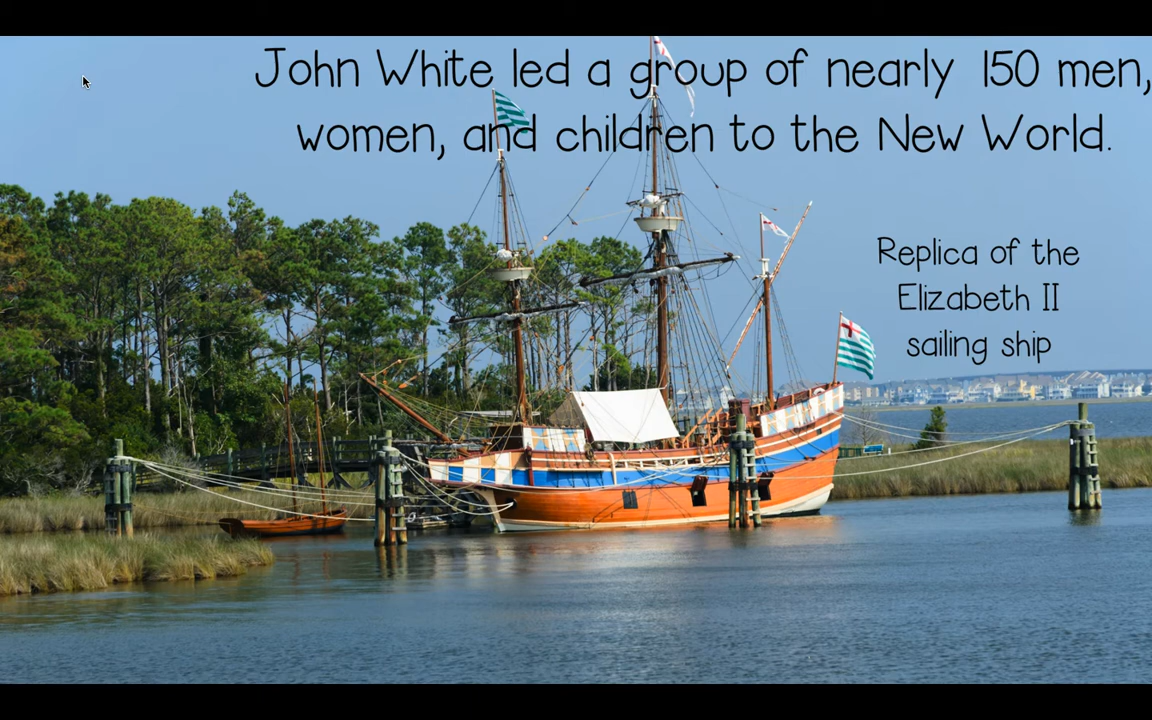 John White led a group of nearly 150 men,
women, and children to the New World.
Replica of the
Elizabeth II
sailing ship